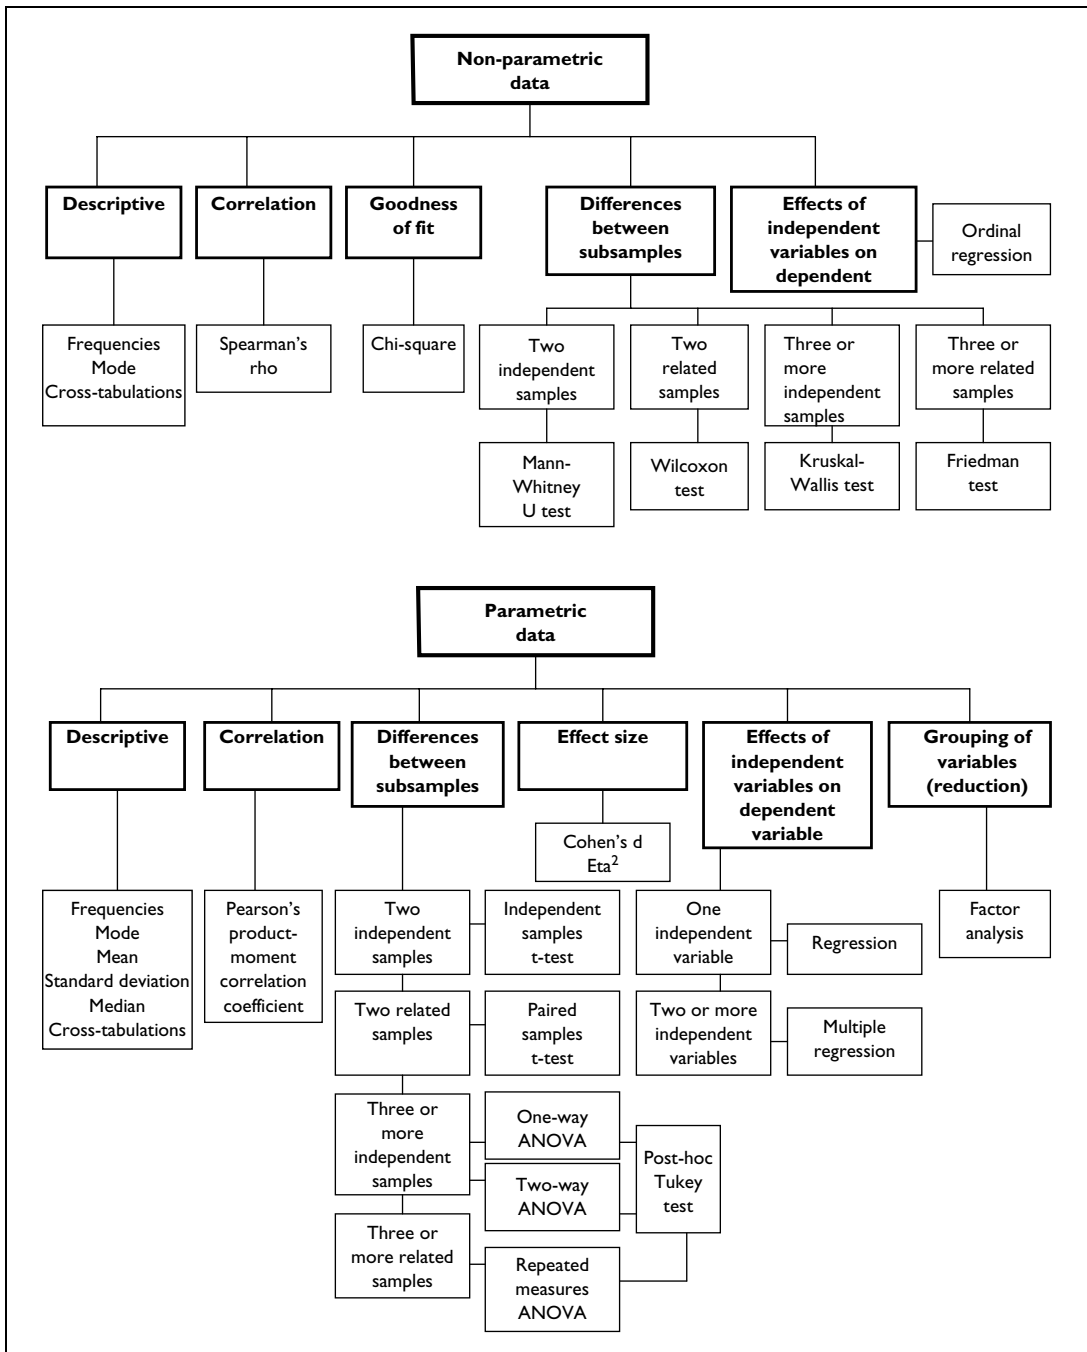 Non-parametric
data
Descriptive
Correlation
Goodness
of fit
Differences
between
subsamples
Effects of
independent
variables on
dependent
Ordinal
regression
Frequencies
Mode
Cross-tabulations
Spearman's
rho
Chi-square
Two
independent
samples
Two
related
samples
Three or
more
independent
samples
Three or
more related
samples
Mann-
Whitney
U test
Wilcoxon
test
Kruskal-
Wallis test
Friedman
test
Parametric
data
Descriptive
Correlation
Differences
between
subsamples
Effect size
Effects of
independent
variables on
dependent
variable
Grouping of
variables
(reduction)
Cohen's d
Eta²
Frequencies
Mode
Mean
Standard deviation
Median
Cross-tabulations
Pearson's
product-
moment
correlation
coefficient
Two
independent
samples
Independent
samples
t-test
One
independent
variable
Regression
Factor
analysis
Two related
samples
Paired
samples
t-test
Two or more
independent
variables
Multiple
regression
Three or
more
independent
samples
One-way
ANOVA
Two-way
ANOVA
Post-hoc
Tukey
test
Three or
more related
samples
Repeated
measures
ANOVA